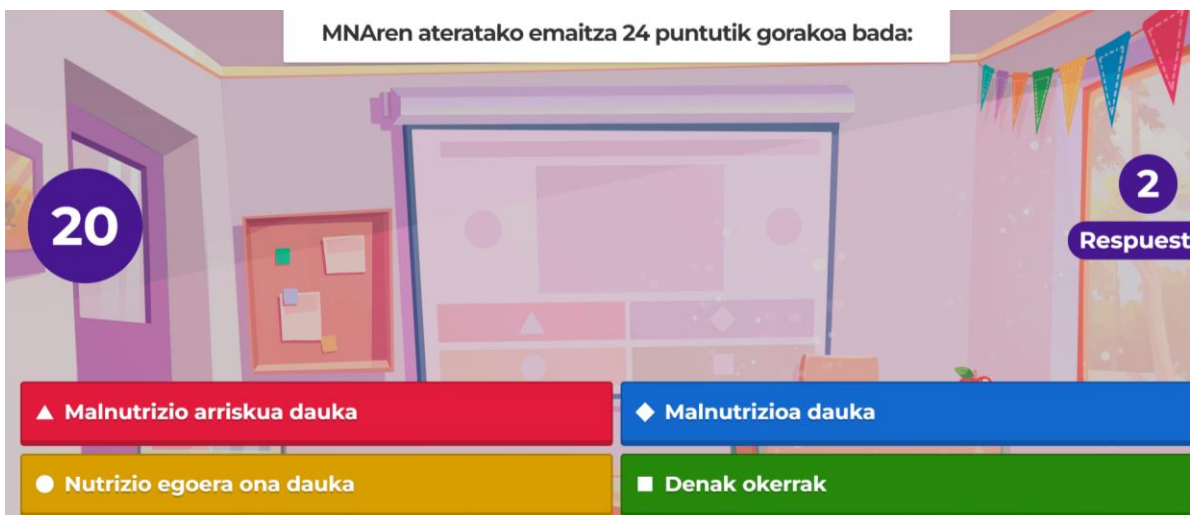 MNAren ateratako emaitza 24 puntutik gorakoa bada:
20
2
Respuest
Malnutrizio arriskua dauka
Malnutrizioa dauka
Nutrizio egoera ona dauka
Denak okerrak